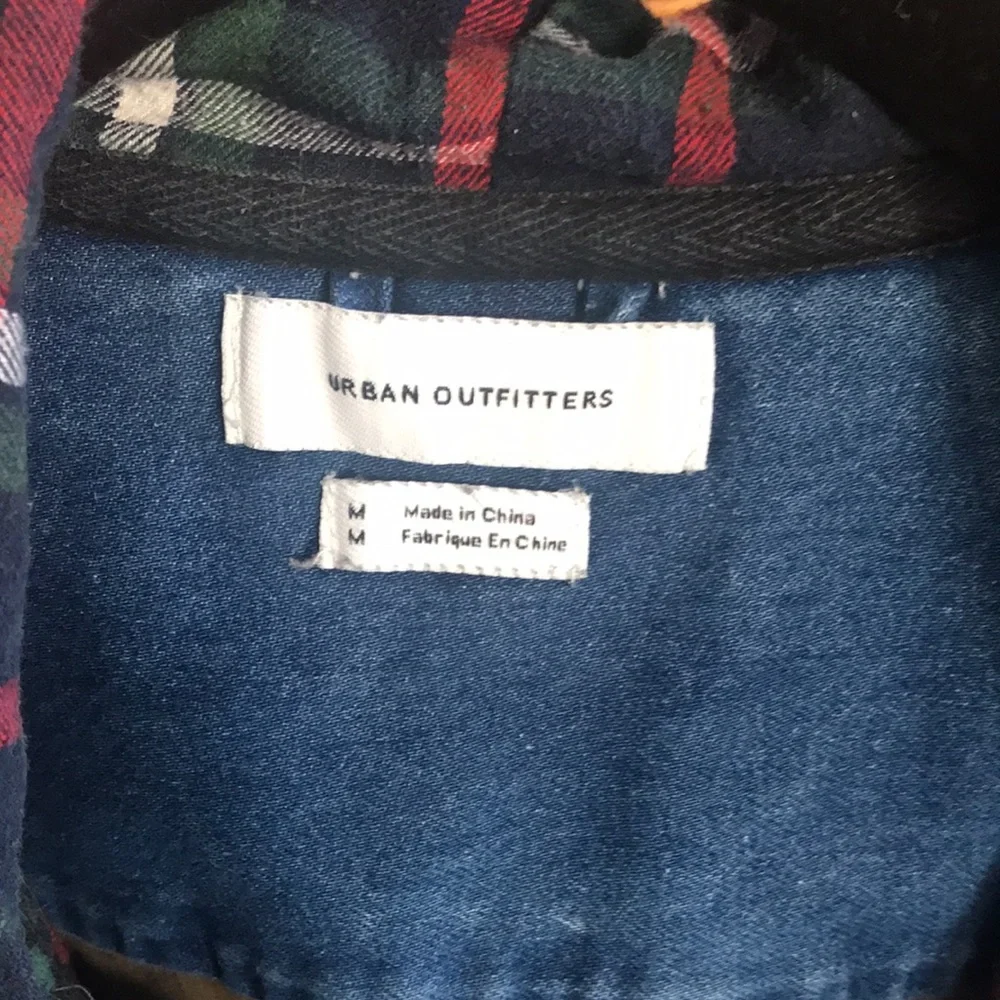 URBAN OUTFITTERS
M Made in China
M Fabrique En Chine